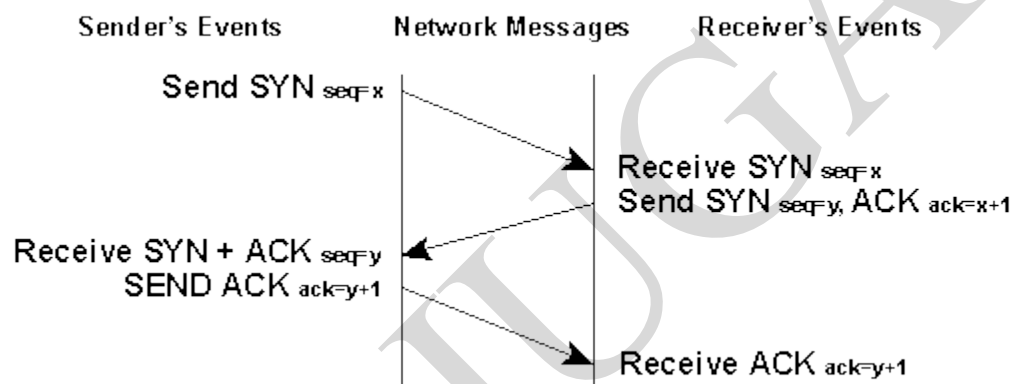 Sender's Events Network Messages Receiver's Events
Send SYN seq=x
Receive SYN seq=x
Send SYN seq=y, ACK ack=x+1
Receive SYN + ACK seq=y
SEND ACK ack=y+1
Receive ACK ack=y+1